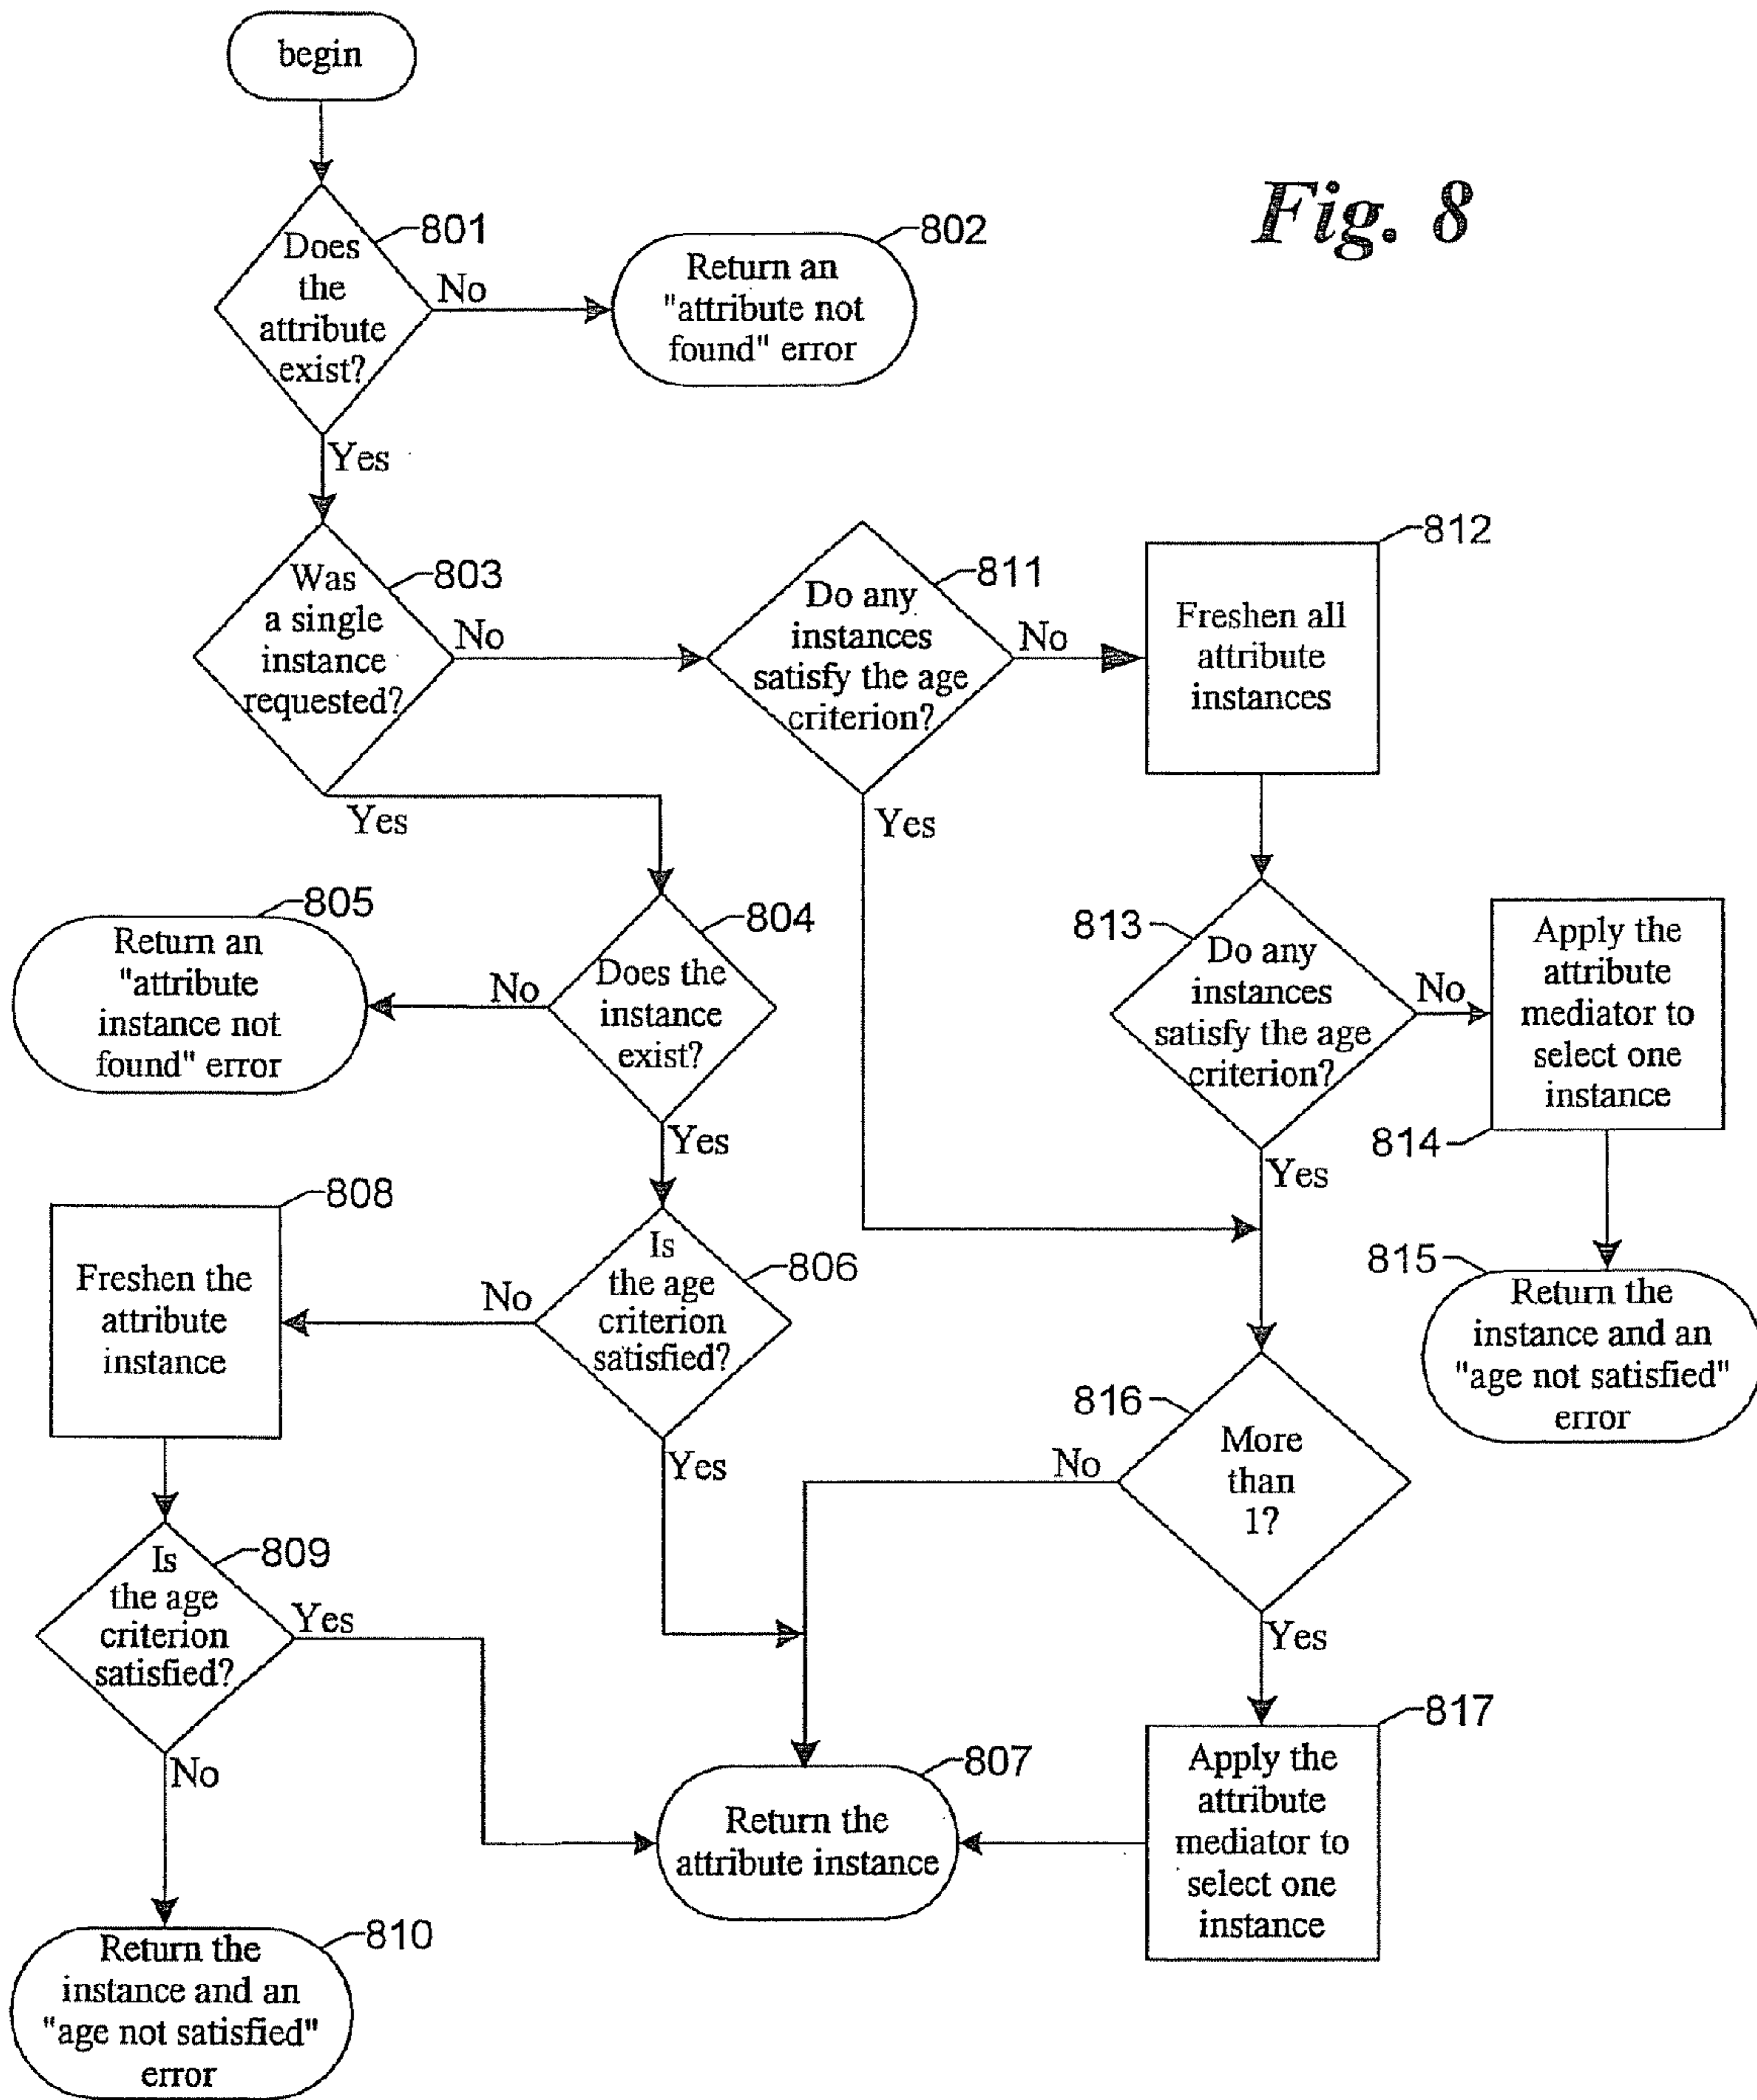 begin
Fig. 8
801
Does
the
attribute
exist?
No
802
Return an
"attribute not
found" error
Yes
803
Was
a single
instance
requested?
No
811
Do any
instances
satisfy the age
criterion?
No
812
Freshen all
attribute
instances
Yes
Yes
805
Return an
"attribute
instance not
found" error
No
804
Does the
instance
exist?
813
Do any
instances
satisfy the age
criterion?
No
Apply the
attribute
mediator to
select one
instance
814
Yes
Yes
808
Freshen the
attribute
instance
No
806
Is
the age
criterion
satisfied?
815
Return the
instance and an
"age not satisfied"
error
816
More
than
1?
No
Yes
809
Is
the age
criterion
satisfied?
Yes
Yes
No
807
Return the
attribute instance
817
Apply the
attribute
mediator to
select one
instance
810
Return the
instance and an
"age not satisfied"
error